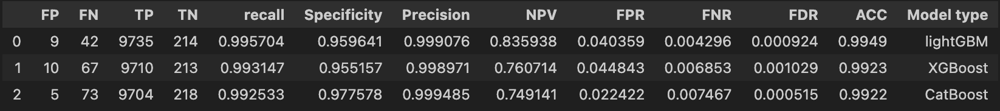 FP FN TP TN recall Specificity Precision NPV FPR FNR FDR ACC Model type
0 9 42 9735 214 0.995704 0.959641 0.999076 0.835938 0.040359 0.004296 0.000924 0.9949 lightGBM
1 10 67 9710 213 0.993147 0.955157 0.998971 0.760714 0.044843 0.006853 0.001029 0.9923 XGBoost
2 5 73 9704 218 0.992533 0.977578 0.999485 0.749141 0.022422 0.007467 0.000515 0.9922 CatBoost